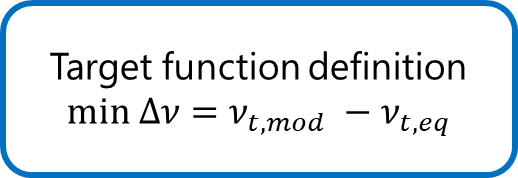 Target function definition
min Δν = ν_{t,mod} − ν_{t,eq}